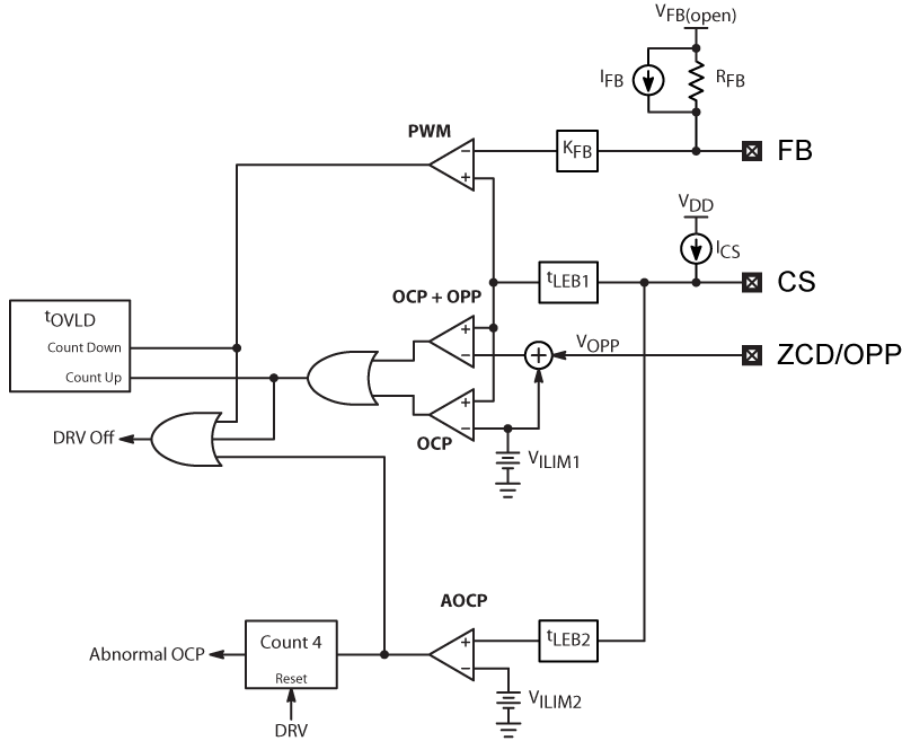 VFB(open)
IFB
RFB
PWM
−
+
KFB
FB
VDD
ICS
tLEB1
CS
OCP + OPP
tOVLD
Count Down
Count Up
+
−
VOPP
+
ZCD/OPP
+
−
OCP
DRV Off
VILIM1
AOCP
Abnormal OCP
Count 4
Reset
+
−
tLEB2
VILIM2
DRV